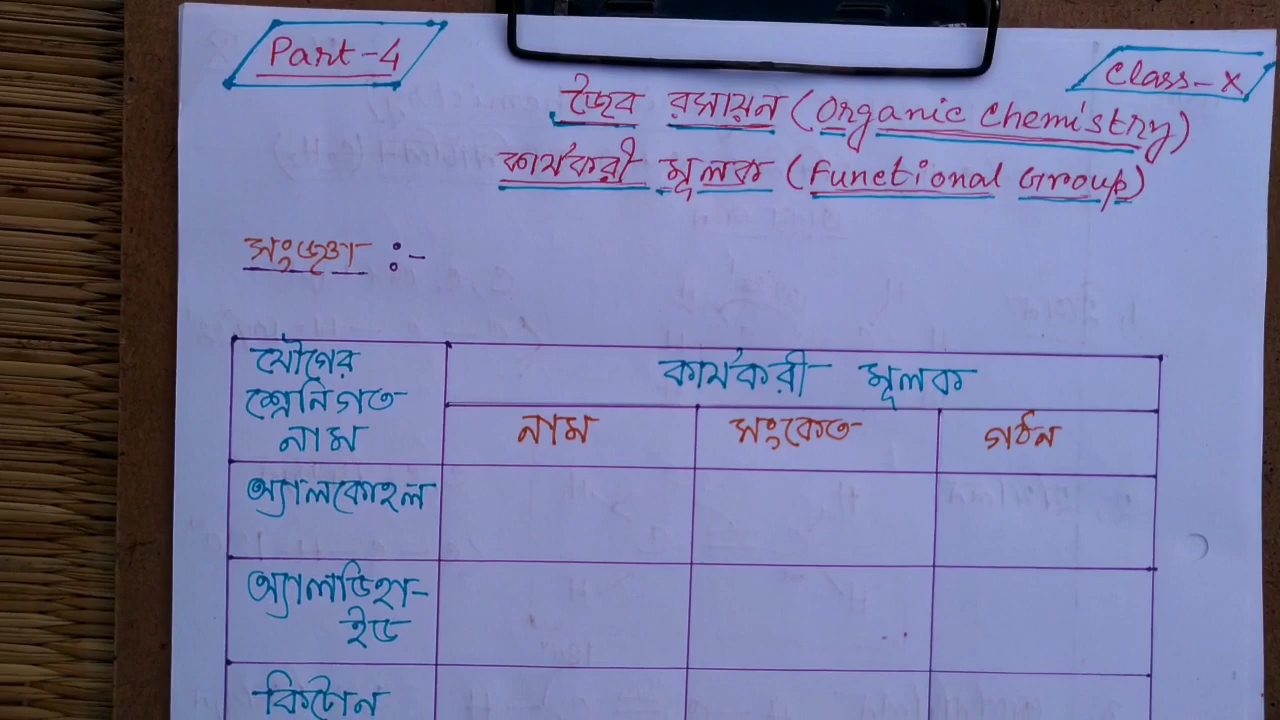 Part-4
Class-X
জৈব রসায়ন (Organic Chemistry)
কার্যকরী মূলক (Functional Group)
সংজ্ঞা :-
যৌগের
শ্রেনিগত
নাম
কার্যকরী মূলক
নাম সংকেত গঠন
অ্যালকোহল
অ্যালডিহা-
ইড
কিটোন